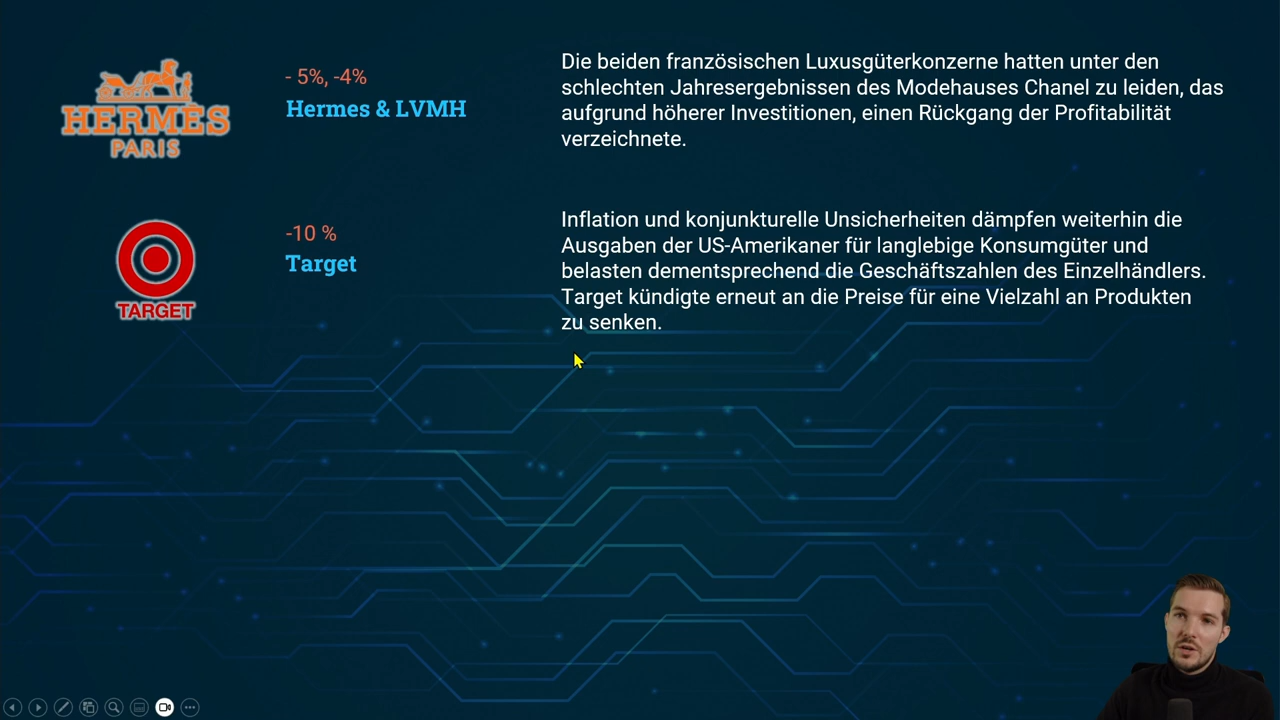 HERMÈS
PARIS
- 5%, -4%
Hermes & LVMH
Die beiden französischen Luxusgüterkonzerne hatten unter den
schlechten Jahresergebnissen des Modehauses Chanel zu leiden, das
aufgrund höherer Investitionen, einen Rückgang der Profitabilität
verzeichnete.
TARGET
-10 %
Target
Inflation und konjunkturelle Unsicherheiten dämpfen weiterhin die
Ausgaben der US-Amerikaner für langlebige Konsumgüter und
belasten dementsprechend die Geschäftszahlen des Einzelhändlers.
Target kündigte erneut an die Preise für eine Vielzahl an Produkten
zu senken.